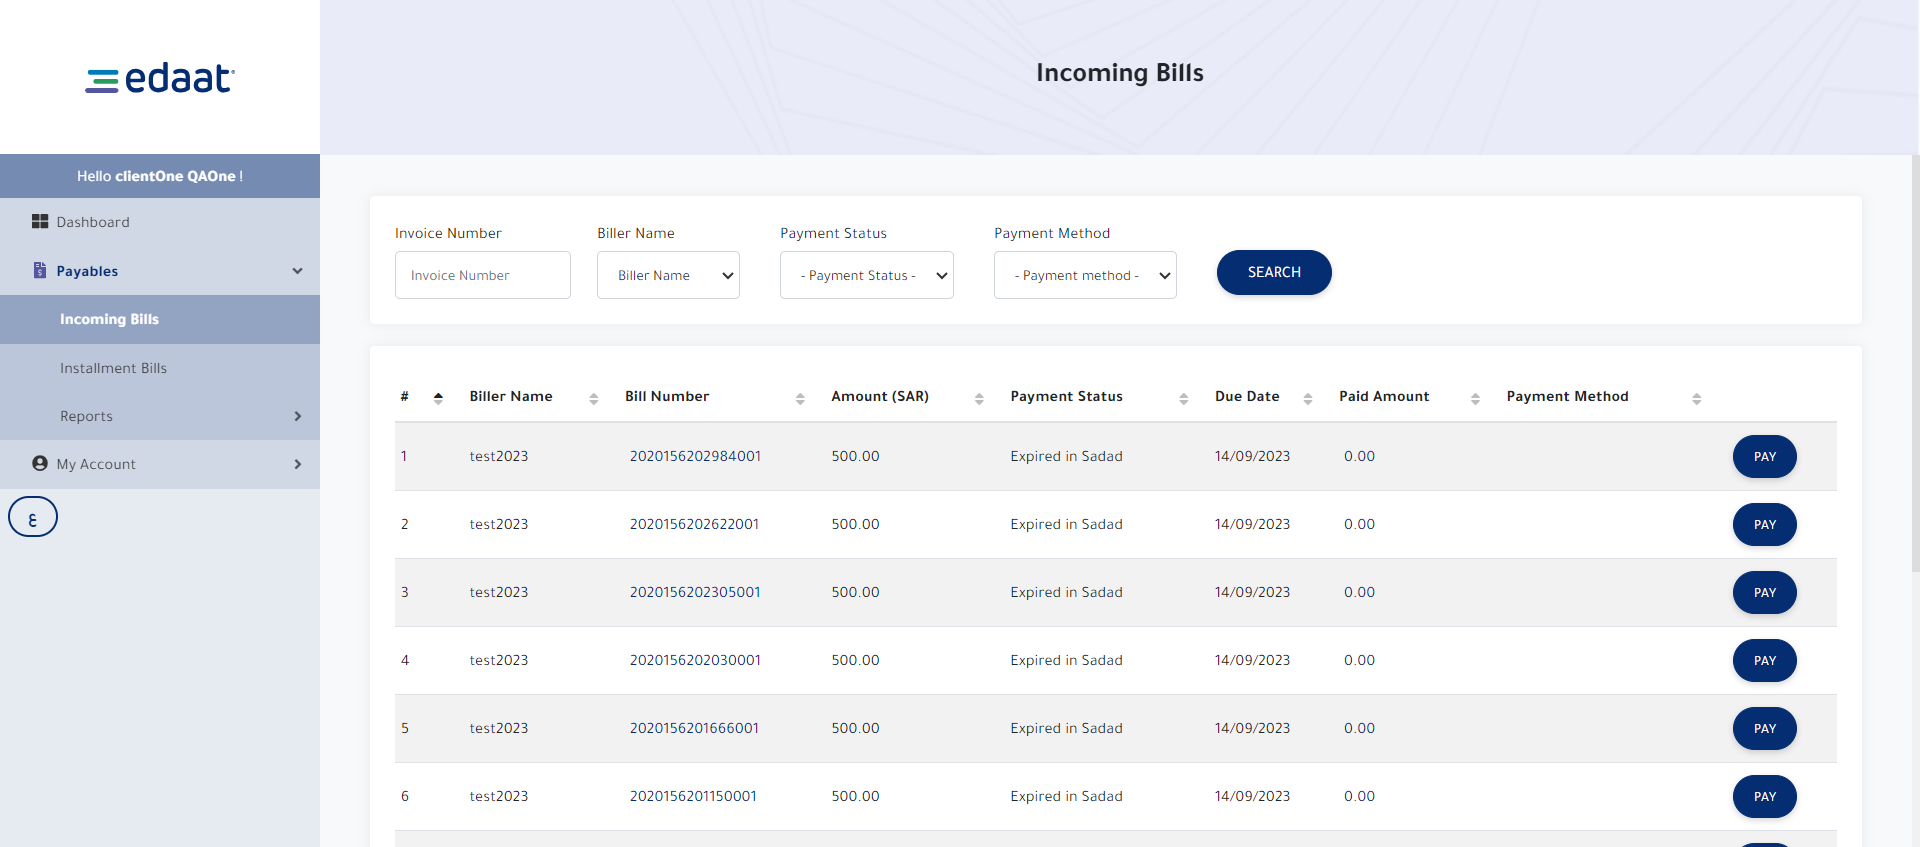 edaat
Incoming Bills
Hello clientOne QAOne !
Dashboard
Payables
Incoming Bills
Installment Bills
Reports
My Account
ع
Invoice Number Biller Name Payment Status Payment Method
Invoice Number Biller Name - Payment Status - - Payment method - SEARCH
# Biller Name Bill Number Amount (SAR) Payment Status Due Date Paid Amount Payment Method
1 test2023 2020156202984001 500.00 Expired in Sadad 14/09/2023 0.00 PAY
2 test2023 2020156202622001 500.00 Expired in Sadad 14/09/2023 0.00 PAY
3 test2023 2020156202305001 500.00 Expired in Sadad 14/09/2023 0.00 PAY
4 test2023 2020156202030001 500.00 Expired in Sadad 14/09/2023 0.00 PAY
5 test2023 2020156201666001 500.00 Expired in Sadad 14/09/2023 0.00 PAY
6 test2023 2020156201150001 500.00 Expired in Sadad 14/09/2023 0.00 PAY